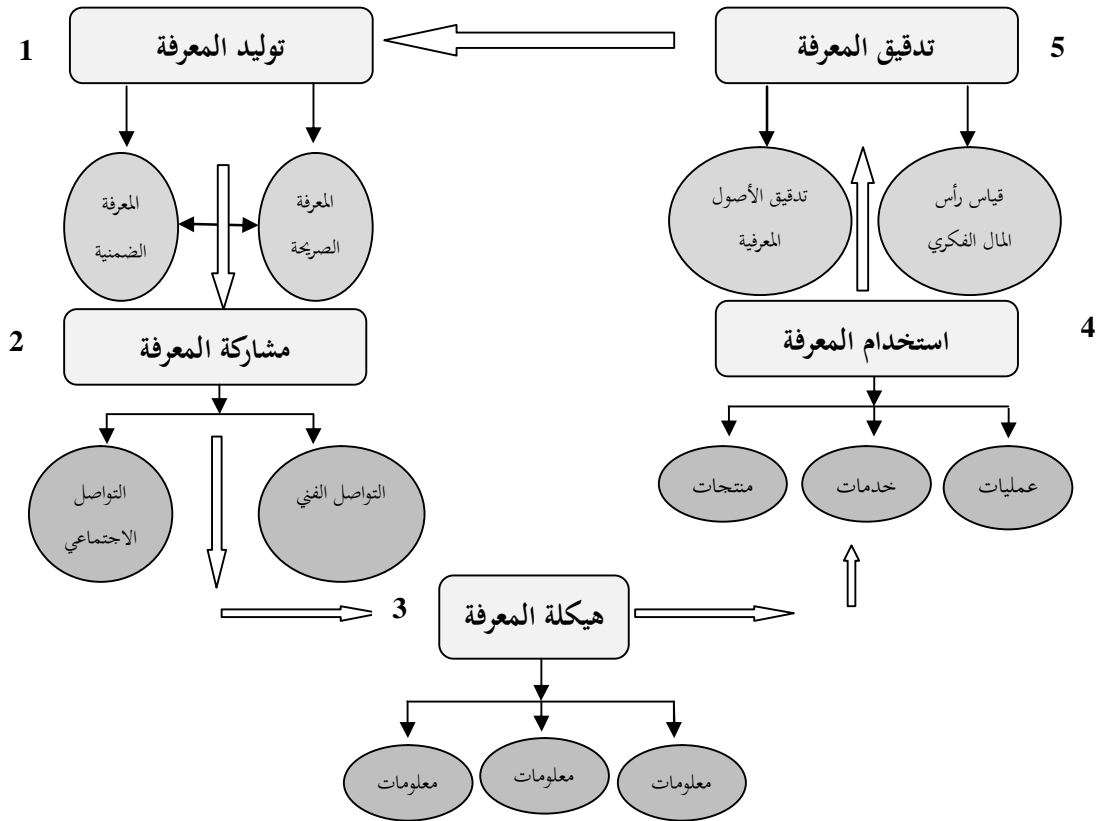 1
توليد المعرفة
تدقيق المعرفة
5
المعرفة
الصريحة
المعرفة
الضمنية
قياس رأس
المال الفكري
تدقيق الأصول
المعرفية
2
مشاركة المعرفة
استخدام المعرفة
4
التواصل الفني
التواصل
الاجتماعي
عمليات
خدمات
منتجات
3
هيكلة المعرفة
معلومات
معلومات
معلومات